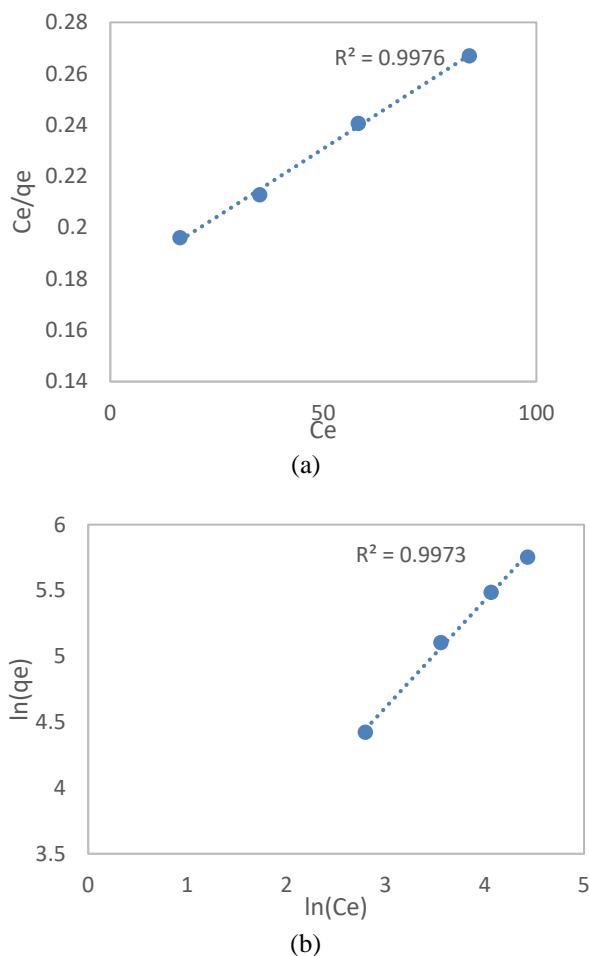 0.28
R² = 0.9976
0.26
0.24
0.22
Ce/qe
0.2
0.18
0.16
0.14
0 50 100
Ce
(a)
6
R² = 0.9973
5.5
5
ln(qe)
4.5
4
3.5
0 1 2 3 4 5
ln(Ce)
(b)